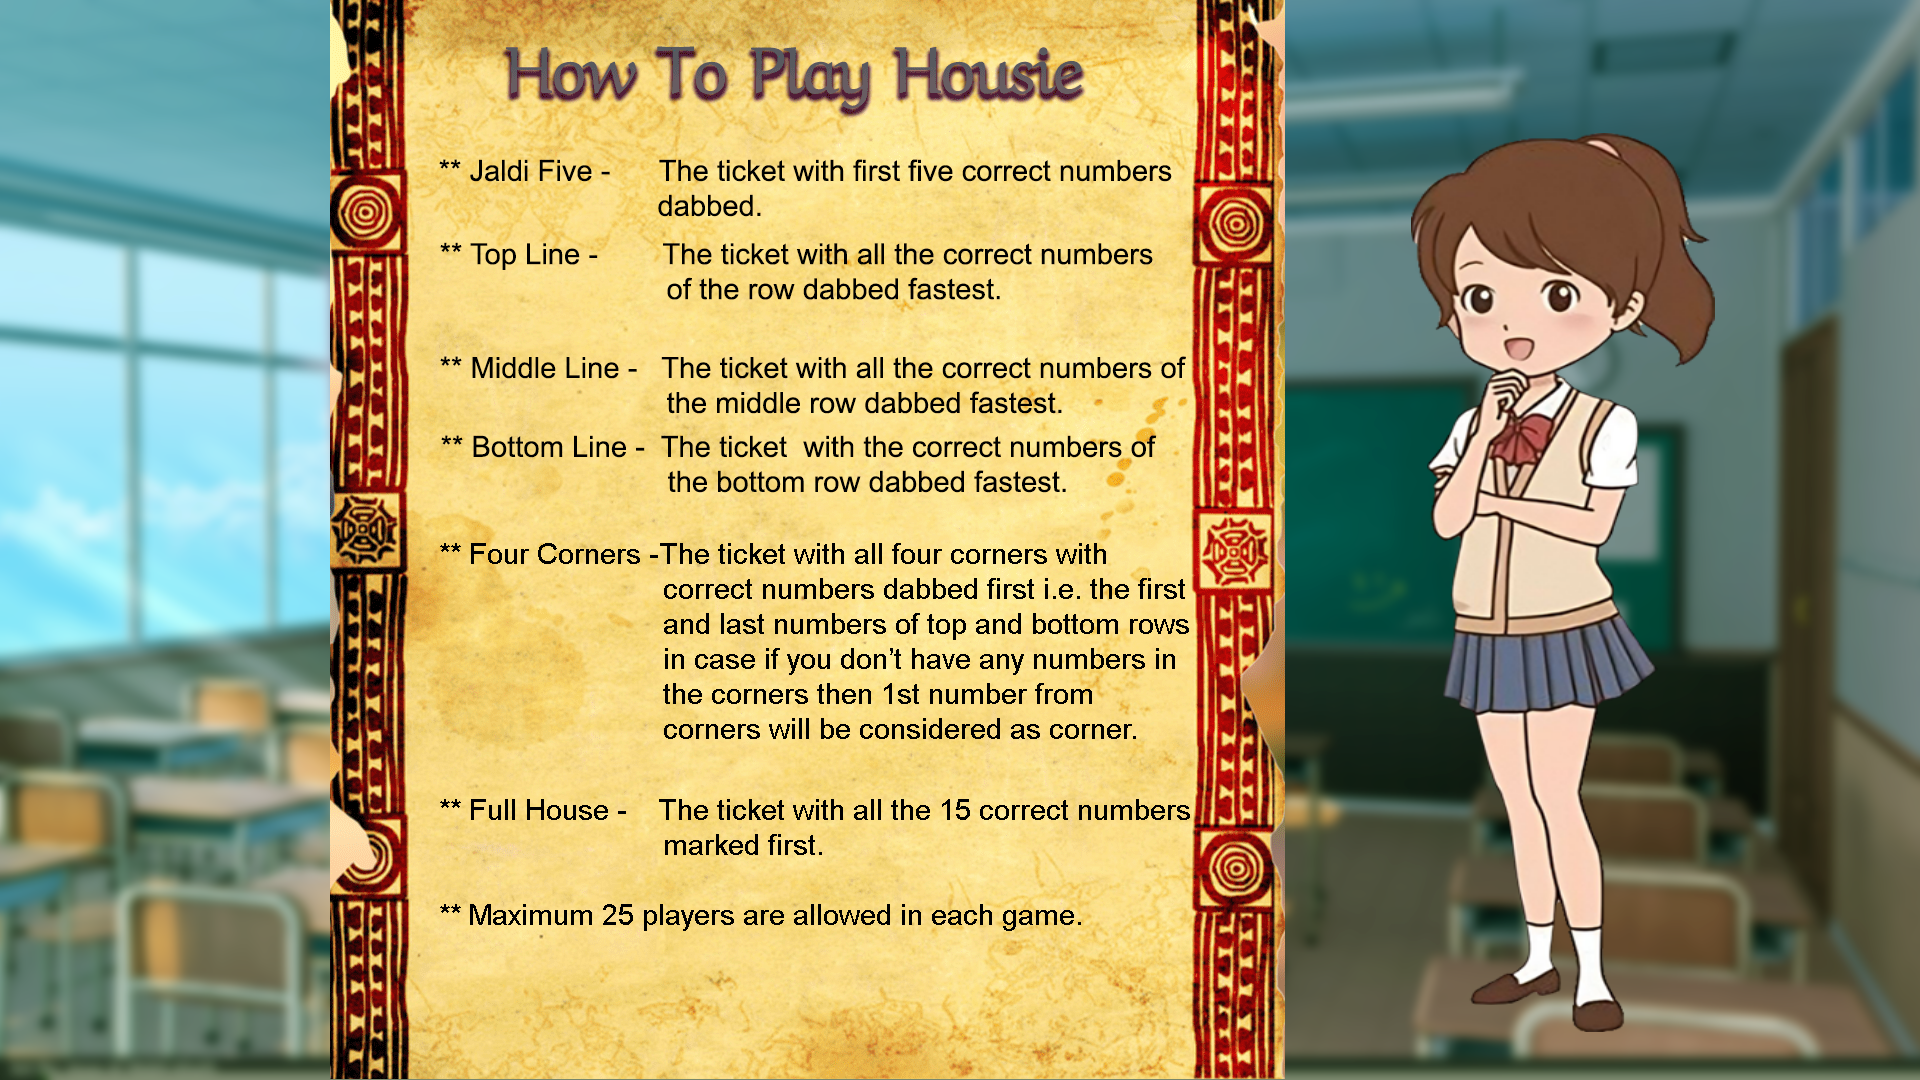 How To Play Housie
** Jaldi Five - The ticket with first five correct numbers
dabbed.
** Top Line - The ticket with all the correct numbers
of the row dabbed fastest.
** Middle Line - The ticket with all the correct numbers of
the middle row dabbed fastest.
** Bottom Line - The ticket with the correct numbers of
the bottom row dabbed fastest.
** Four Corners -The ticket with all four corners with
correct numbers dabbed first i.e. the first
and last numbers of top and bottom rows
in case if you don’t have any numbers in
the corners then 1st number from
corners will be considered as corner.
** Full House - The ticket with all the 15 correct numbers
marked first.
** Maximum 25 players are allowed in each game.